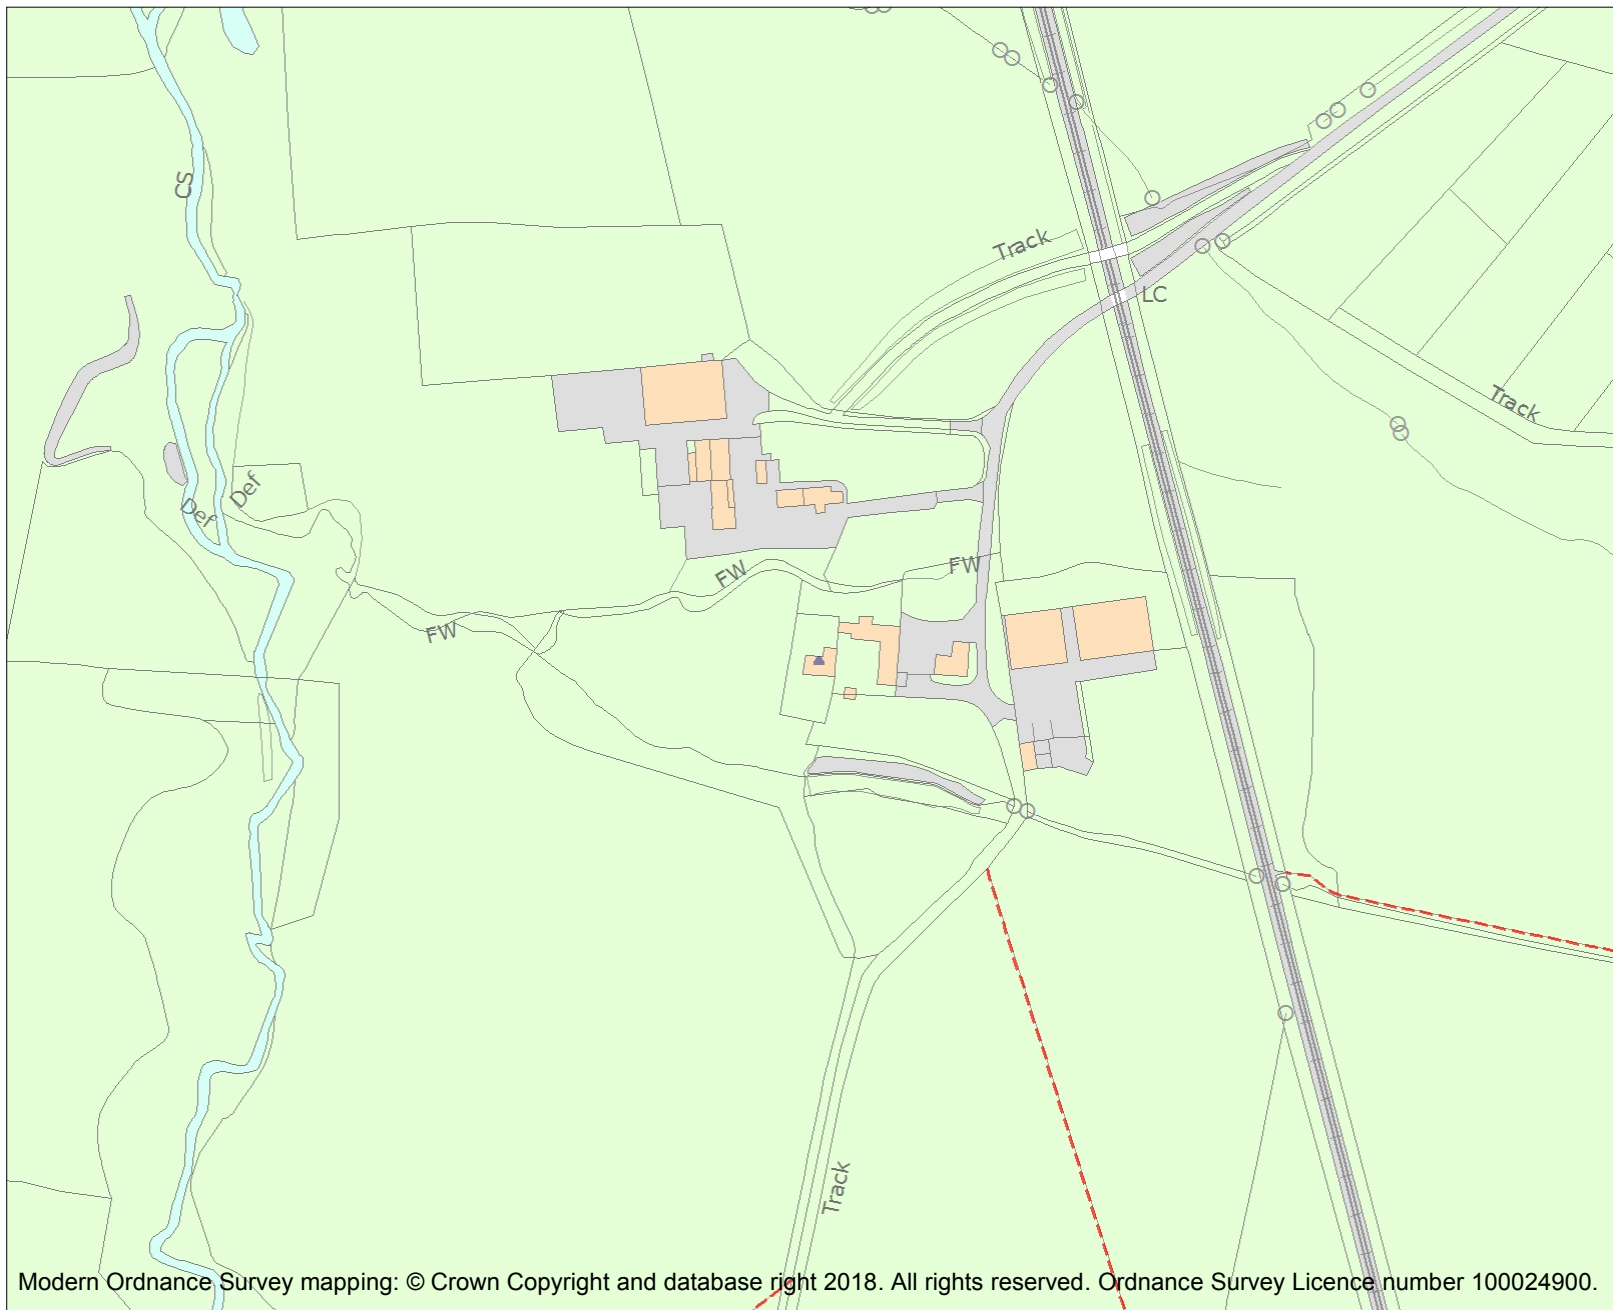 CS
Track
LC
Track
Def
Def
FW
FW
FW
Track
Modern Ordnance Survey mapping: © Crown Copyright and database right 2018. All rights reserved. Ordnance Survey Licence number 100024900.